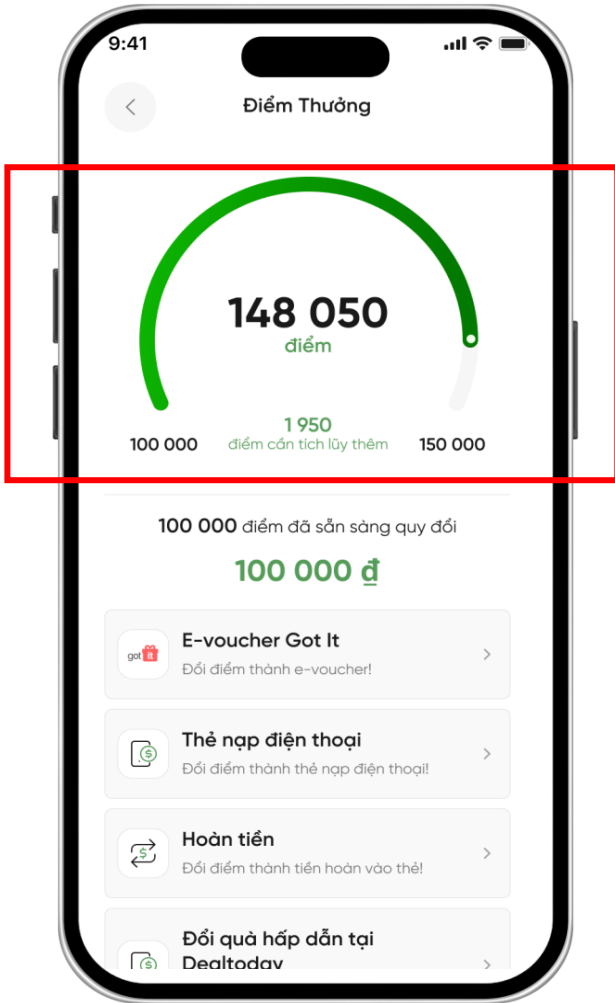 9:41
Điểm Thưởng
148 050
điểm
1 950
100 000 điểm cần tích lũy thêm 150 000
100 000 điểm đã sẵn sàng quy đổi
100 000 ₫
E-voucher Got It
got it
Đổi điểm thành e-voucher!
Thẻ nạp điện thoại
Đổi điểm thành thẻ nạp điện thoại!
Hoàn tiền
Đổi điểm thành tiền hoàn vào thẻ!
Đổi quà hấp dẫn tại
Dealtoday